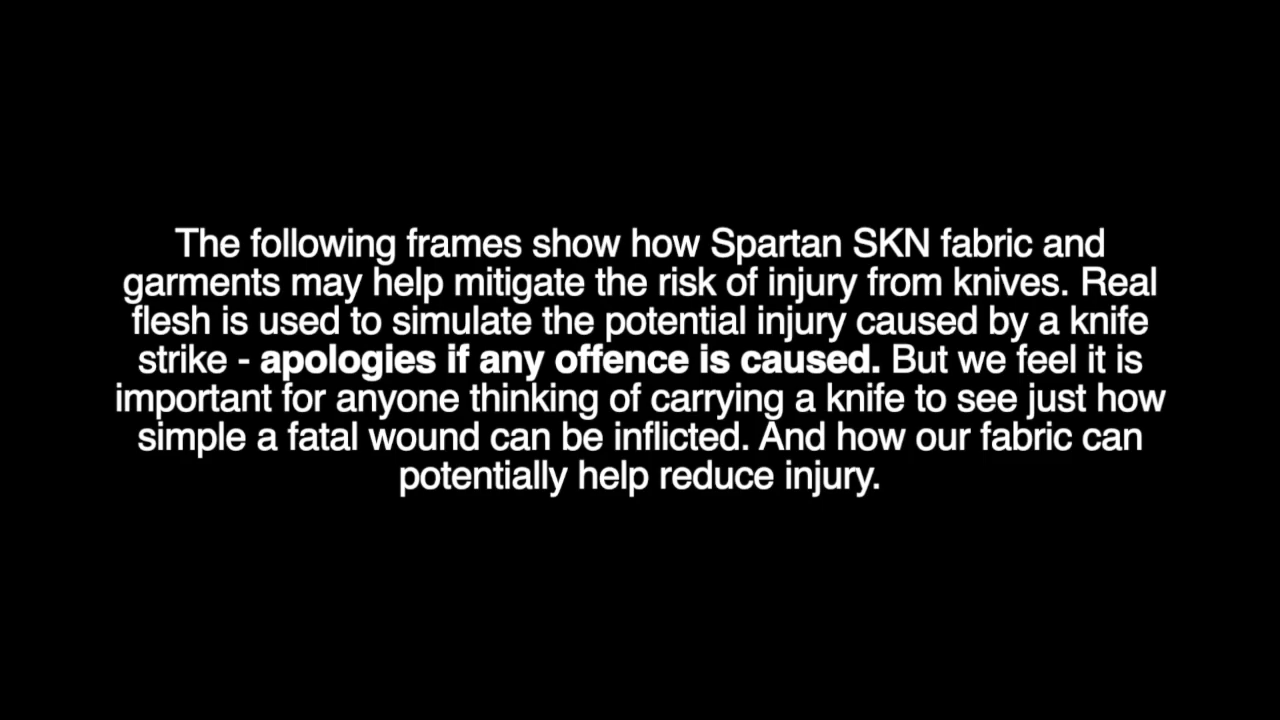 The following frames show how Spartan SKN fabric and
garments may help mitigate the risk of injury from knives. Real
flesh is used to simulate the potential injury caused by a knife
strike - apologies if any offence is caused. But we feel it is
important for anyone thinking of carrying a knife to see just how
simple a fatal wound can be inflicted. And how our fabric can
potentially help reduce injury.